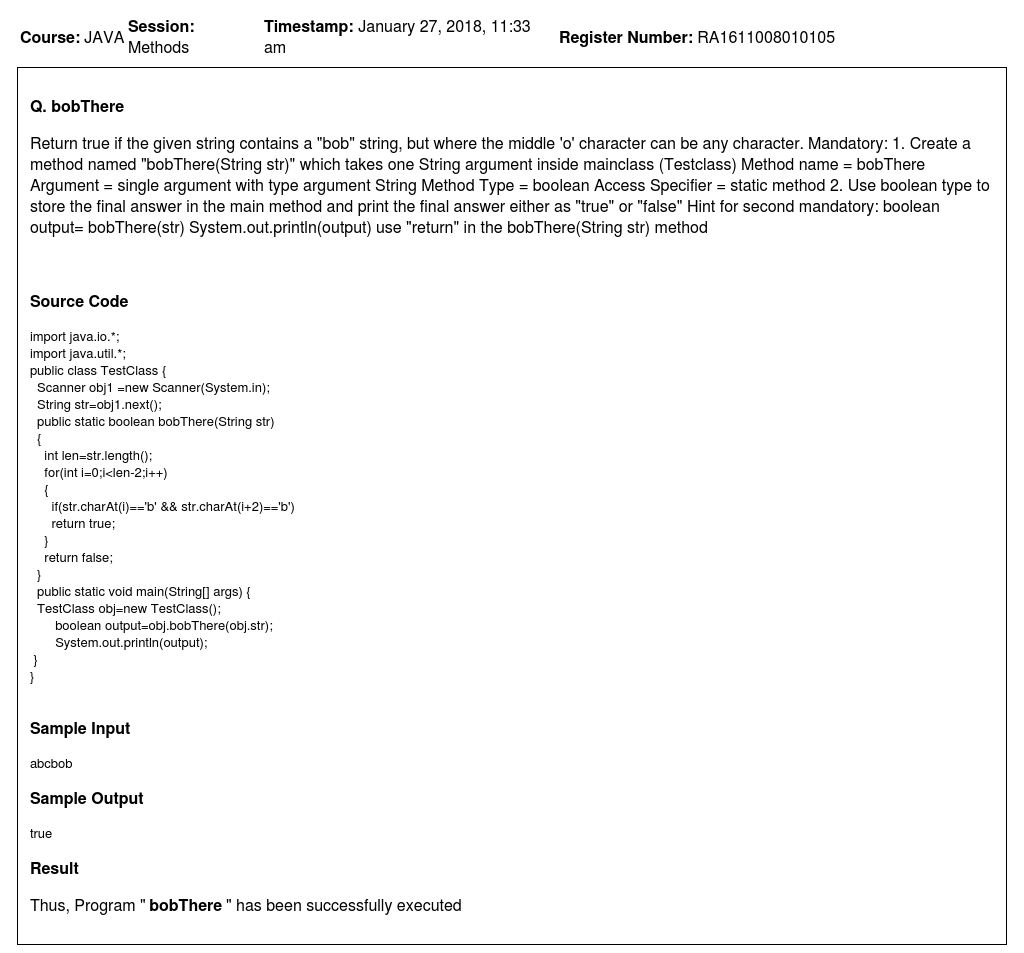 Course: JAVA Session: Methods Timestamp: January 27, 2018, 11:33 am Register Number: RA1611008010105
Q. bobThere
Return true if the given string contains a "bob" string, but where the middle 'o' character can be any character. Mandatory: 1. Create a
method named "bobThere(String str)" which takes one String argument inside mainclass (Testclass) Method name = bobThere
Argument = single argument with type argument String Method Type = boolean Access Specifier = static method 2. Use boolean type to
store the final answer in the main method and print the final answer either as "true" or "false" Hint for second mandatory: boolean
output= bobThere(str) System.out.println(output) use "return" in the bobThere(String str) method
Source Code
import java.io.*;
import java.util.*;
public class TestClass {
Scanner obj1 =new Scanner(System.in);
String str=obj1.next();
public static boolean bobThere(String str)
{
int len=str.length();
for(int i=0;i<len-2;i++)
{
if(str.charAt(i)=='b' && str.charAt(i+2)=='b')
return true;
}
return false;
}
public static void main(String[] args) {
TestClass obj=new TestClass();
boolean output=obj.bobThere(obj.str);
System.out.println(output);
}
}
Sample Input
abcbob
Sample Output
true
Result
Thus, Program " bobThere " has been successfully executed